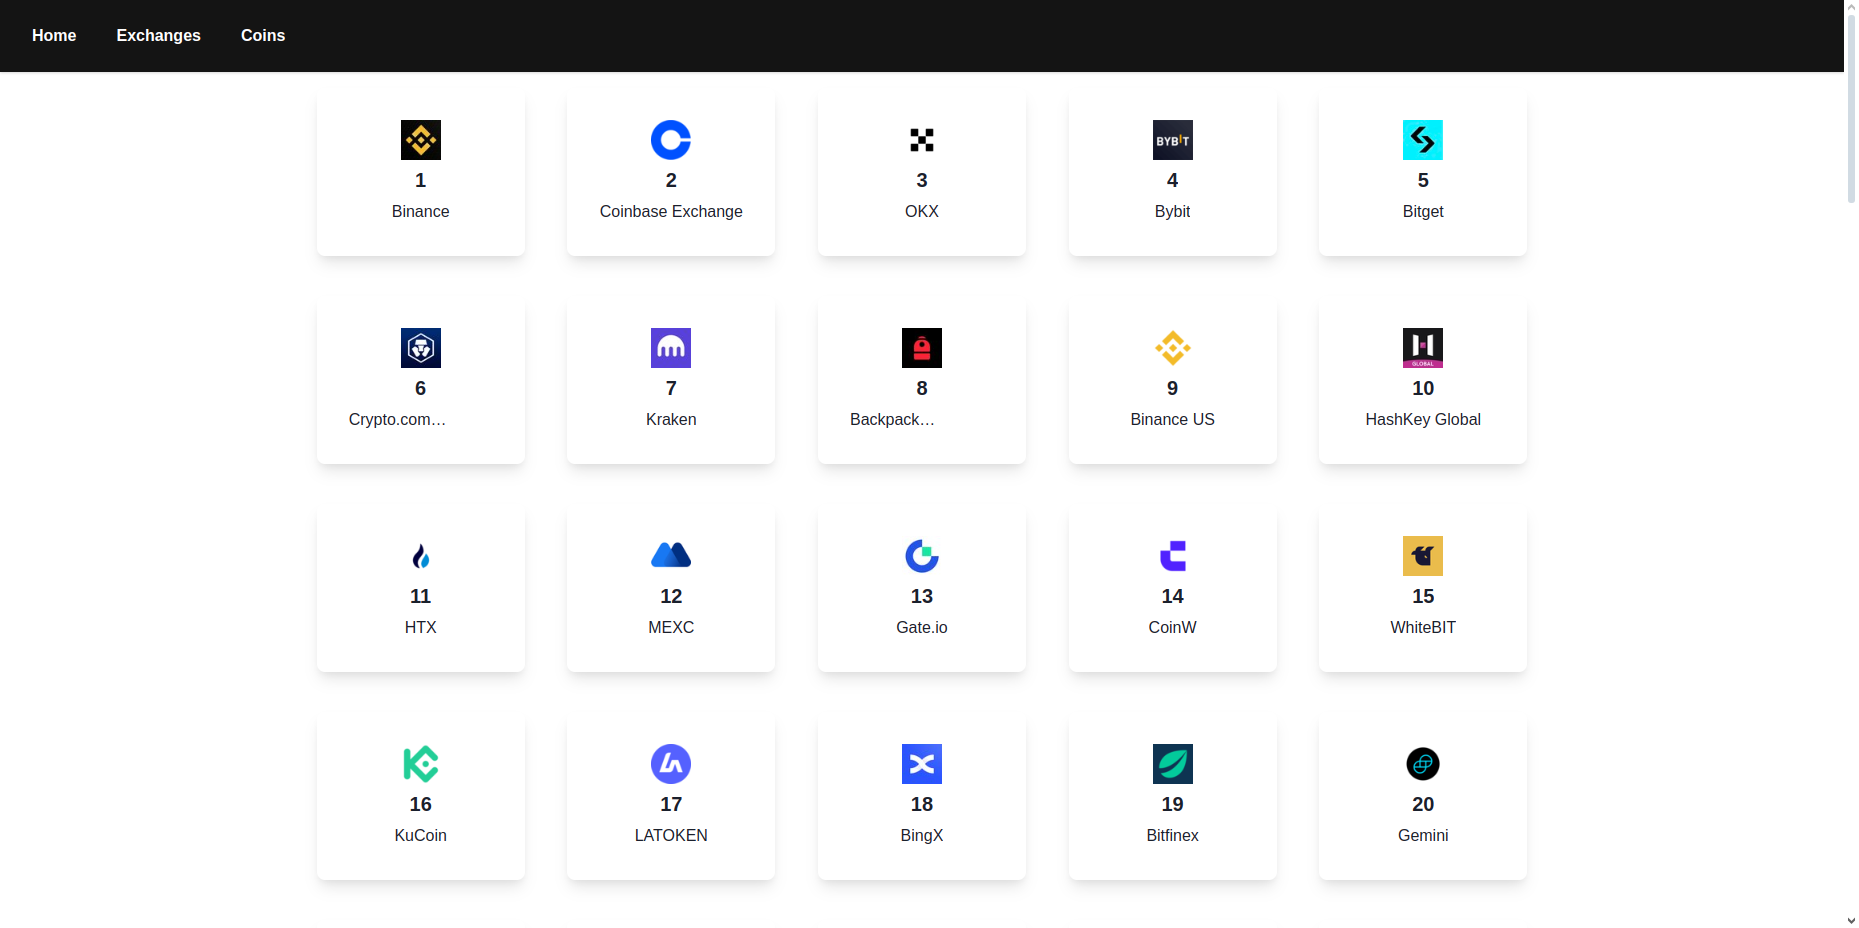 Home Exchanges Coins
BYBIT
1 2 3 4 5
Binance Coinbase Exchange OKX Bybit Bitget
GLOBAL
6 7 8 9 10
Crypto.com… Kraken Backpack… Binance US HashKey Global
11 12 13 14 15
HTX MEXC Gate.io CoinW WhiteBIT
16 17 18 19 20
KuCoin LATOKEN BingX Bitfinex Gemini